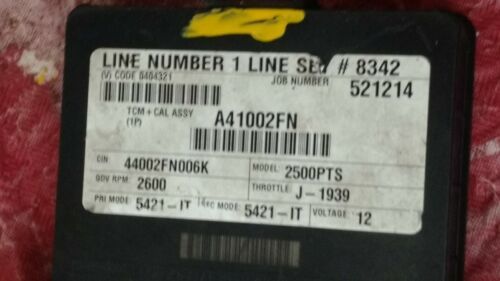 LINE NUMBER 1 LINE SEQ # 8342
(V) CODE 0404321
JOB NUMBER
521214
TCM + CAL ASSY
(1P)
A41002FN
CIN
44002FN006K
MODEL
2500PTS
GOV RPM:
2600
THROTTLE:
J-1939
PRI MODE
5421-IT
SEC MODE:
5421-IT
VOLTAGE
12